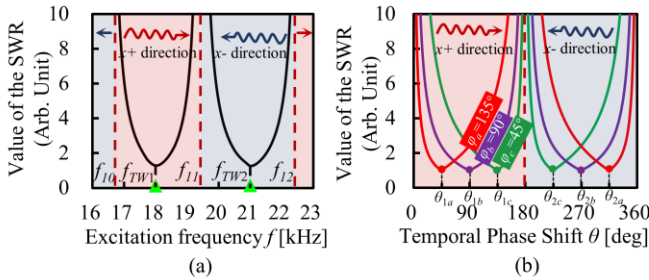 Value of the SWR
(Arb. Unit)
10
8
6
4
2
0
x+ direction
x- direction
f10
fTW1
f11
fTW2
f12
16 17 18 19 20 21 22 23
Excitation frequency f [kHz]
(a)
Value of the SWR
(Arb. Unit)
10
8
6
4
2
0
x+ direction
x- direction
φa=135°
φb=90°
φc=45°
θ1a
θ1b
θ1c
θ2c
θ2b
θ2a
0 90 180 270 360
Temporal Phase Shift θ [deg]
(b)